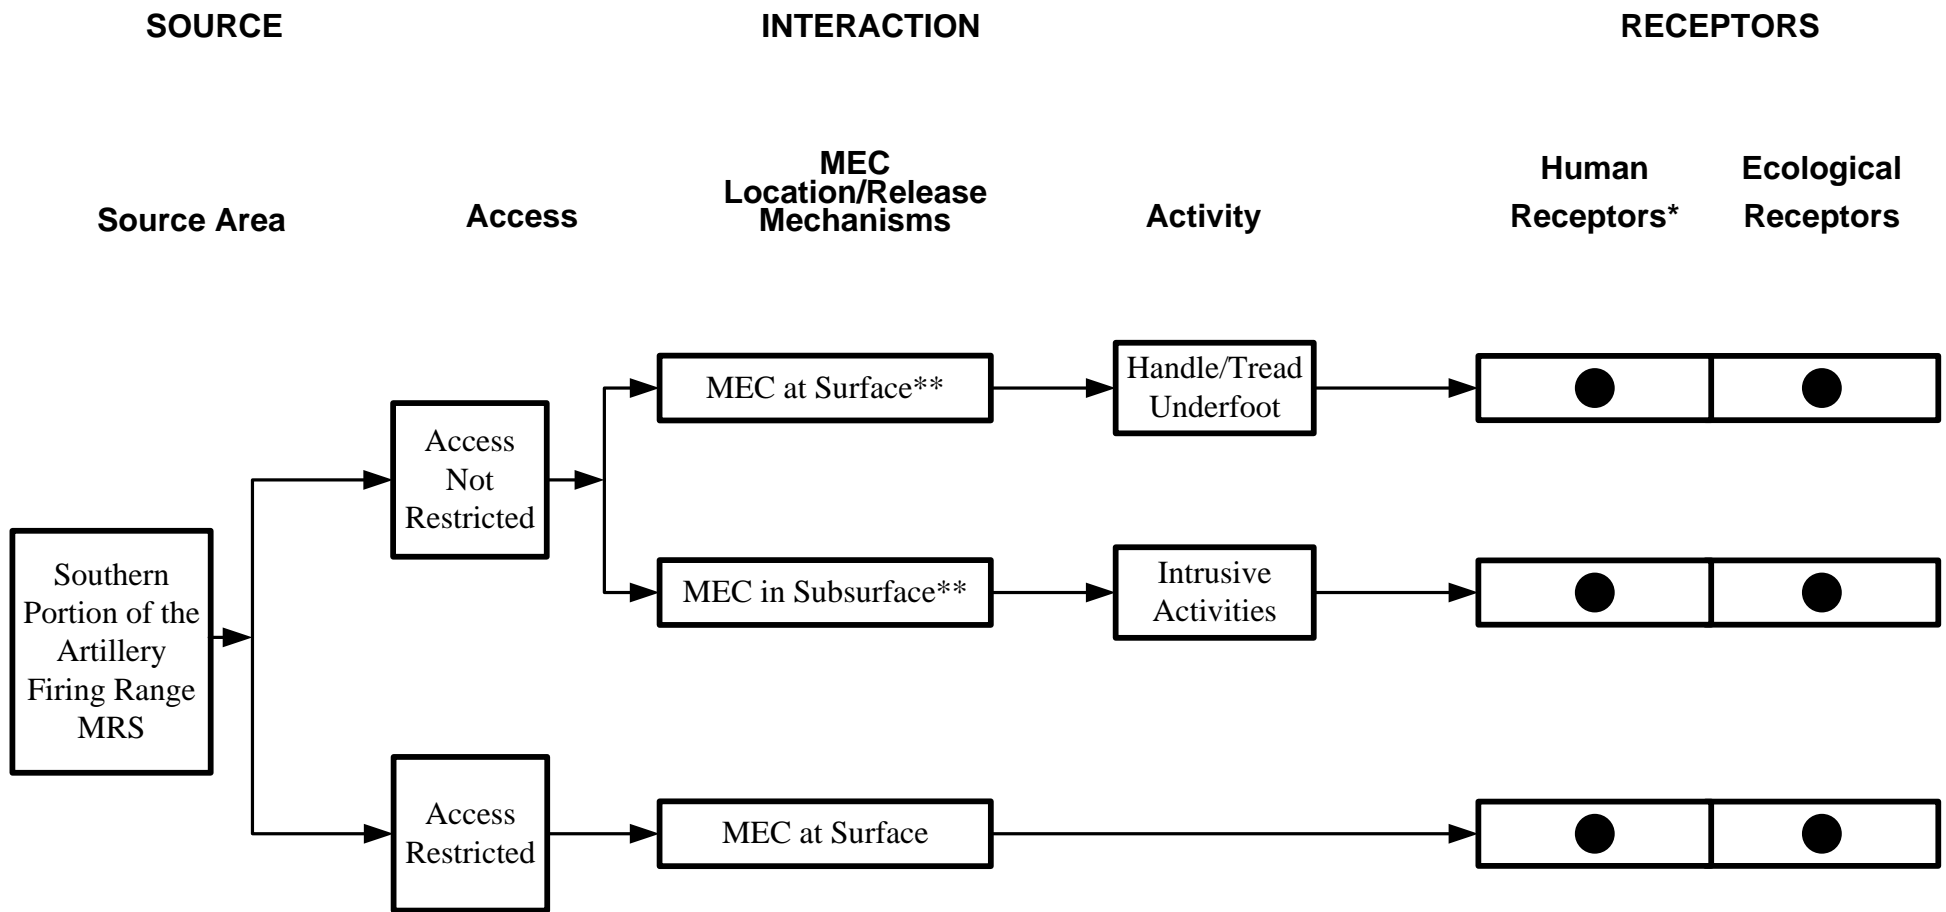 SOURCE
INTERACTION
RECEPTORS
Source Area
Access
MEC
Location/Release
Mechanisms
Activity
Human
Receptors*
Ecological
Receptors
Southern
Portion of the
Artillery
Firing Range
MRS
Access
Not
Restricted
MEC at Surface**
Handle/Tread
Underfoot
MEC in Subsurface**
Intrusive
Activities
Access
Restricted
MEC at Surface